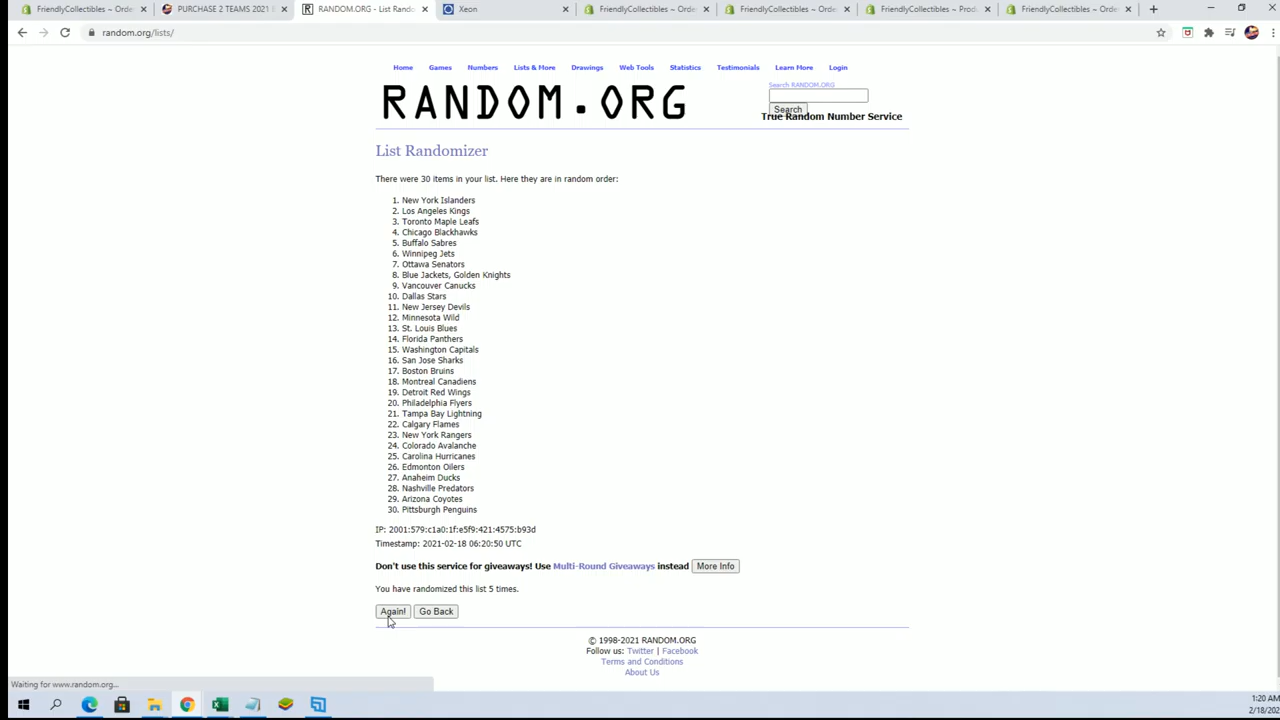 FriendlyCollectibles ~ Orde
PURCHASE 2 TEAMS 2021
RANDOM.ORG - List Rando
Xeon
FriendlyCollectibles ~ Orde
FriendlyCollectibles ~ Orde
FriendlyCollectibles ~ Prod
FriendlyCollectibles ~ Orde
random.org/lists/
Home Games Numbers Lists & More Drawings Web Tools Statistics Testimonials Learn More Login
RANDOM.ORG
Search RANDOM.ORG
Search
True Random Number Service
List Randomizer
There were 30 items in your list. Here they are in random order:
1. New York Islanders
2. Los Angeles Kings
3. Toronto Maple Leafs
4. Chicago Blackhawks
5. Buffalo Sabres
6. Winnipeg Jets
7. Ottawa Senators
8. Blue Jackets, Golden Knights
9. Vancouver Canucks
10. Dallas Stars
11. New Jersey Devils
12. Minnesota Wild
13. St. Louis Blues
14. Florida Panthers
15. Washington Capitals
16. San Jose Sharks
17. Boston Bruins
18. Montreal Canadiens
19. Detroit Red Wings
20. Philadelphia Flyers
21. Tampa Bay Lightning
22. Calgary Flames
23. New York Rangers
24. Colorado Avalanche
25. Carolina Hurricanes
26. Edmonton Oilers
27. Anaheim Ducks
28. Nashville Predators
29. Arizona Coyotes
30. Pittsburgh Penguins
IP: 2001:579:c1a0:1f:e5f9:421:4575:b93d
Timestamp: 2021-02-18 06:20:50 UTC
Don't use this service for giveaways! Use Multi-Round Giveaways instead More Info
You have randomized this list 5 times.
Again! Go Back
© 1998-2021 RANDOM.ORG
Follow us: Twitter | Facebook
Terms and Conditions
About Us
Waiting for www.random.org...
1:20 AM
2/18/202